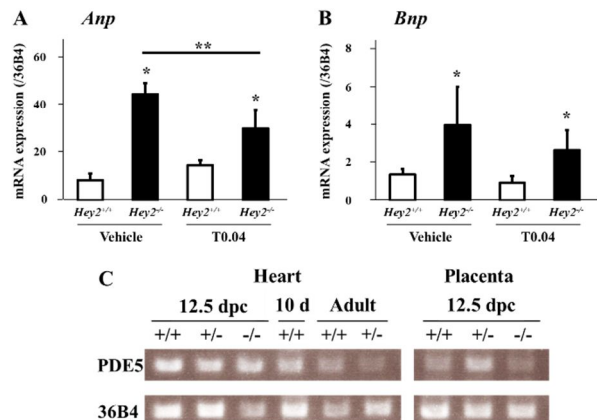 A Anp
mRNA expression (/36B4)
60
40
20
0
**
*
*
Hey2+/+ Hey2-/- Hey2+/+ Hey2-/-
Vehicle T0.04
B Bnp
mRNA expression (/36B4)
8
6
4
2
0
*
*
Hey2+/+ Hey2-/- Hey2+/+ Hey2-/-
Vehicle T0.04
C Heart Placenta
12.5 dpc 10 d Adult 12.5 dpc
+/+ +/- -/- +/+ +/+ +/- +/+ +/- -/-
PDE5
36B4